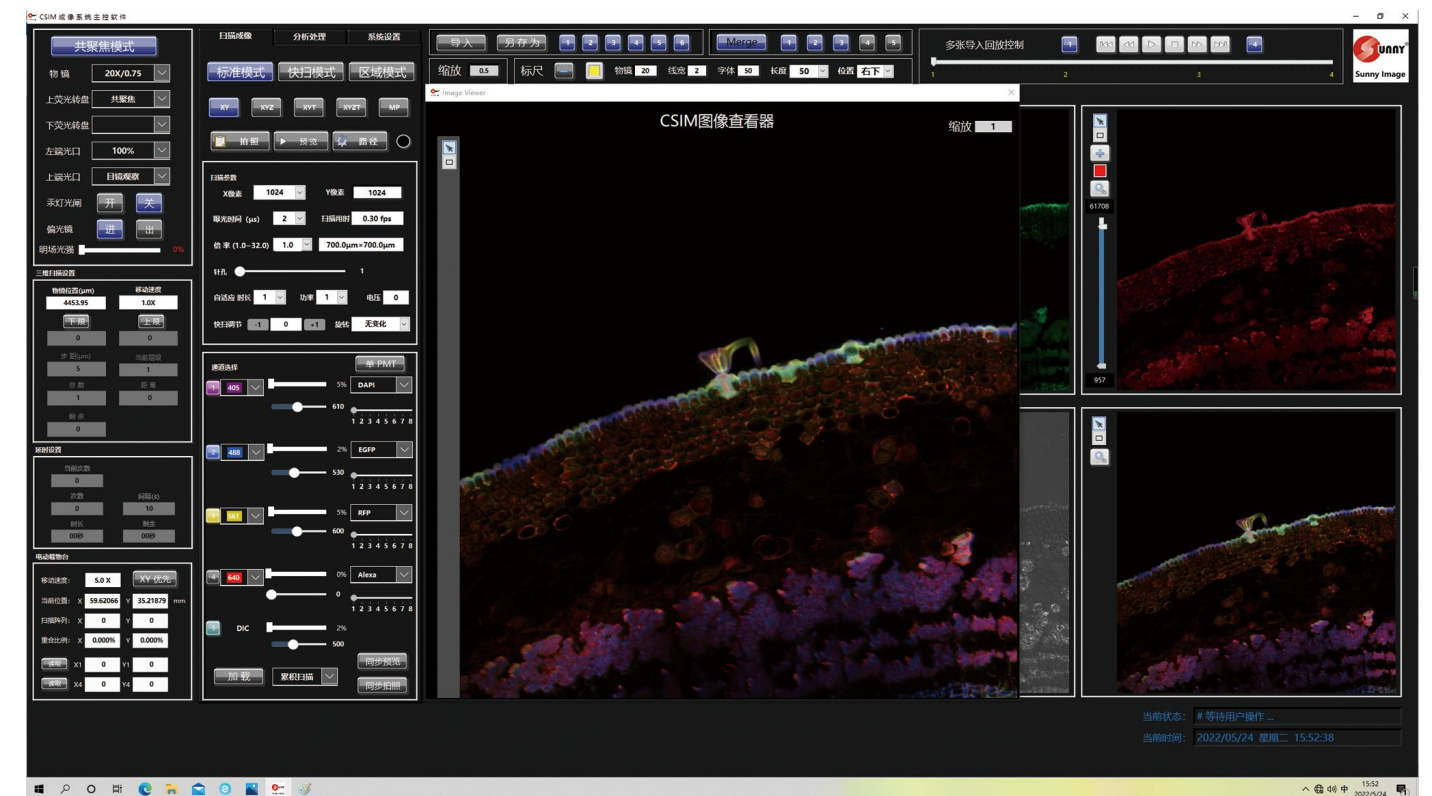 CSIM 成像系统主控软件
共聚焦模式
物 镜 20X/0.75
上荧光转盘 共聚焦
下荧光转盘
左端光口 100%
上端光口 目镜观察
汞灯光闸 开 关
偏光镜 进 出
明场光强 0%
三维扫描设置
物镜位置(μm) 移动速度
4453.95 1.0X
下限 上限
0 0
步 距(μm) 当前层级
5 1
总 数 距 离
1 0
剩 余
0
延时设置
当前次数
0
次数 间隔(s)
0 10
时长 剩余
00秒 00秒
电动载物台
移动速度: 5.0 X XY 优先
当前位置: X 59.62066 Y 35.21879 mm
扫描阵列: X 0 Y 0
重合比例: X 0.000% Y 0.000%
读取 X1 0 Y1 0
读取 X4 0 Y4 0
扫描成像 分析处理 系统设置
标准模式 快扫模式 区域模式
XY XYZ XYT XYZT MP
拍照 预览 路径
扫描参数
X像素 1024 Y像素 1024
曝光时间 (μs) 2 扫描用时 0.30 fps
倍 率 (1.0~32.0) 1.0 700.0μm×700.0μm
针孔 1
自适应 时长 1 功率 1 电压 0
快扫调节 -1 0 +1 旋转 无变化
通道选择 单 PMT
1 405 5% DAPI
610
1 2 3 4 5 6 7 8
2 488 2% EGFP
530
1 2 3 4 5 6 7 8
3 561 5% RFP
600
1 2 3 4 5 6 7 8
4 640 0% Alexa
0
1 2 3 4 5 6 7 8
5 DIC 2%
500
同步预览
加 载 累积扫描
同步拍照
导入 另存为 1 2 3 4 5 6 Merge 1 2 3 4 5
缩放 0.5 标尺 物镜 20 线宽 2 字体 50 长度 50 位置 右下
多张导入回放控制 1 4
1 2 3 4
SUNNY
Sunny Image
Image Viewer
CSIM图像查看器
缩放 1
61708
957
当前状态: # 等待用户操作 ...
当前时间: 2022/05/24 星期二 15:52:38
中 15:52
2022/5/24